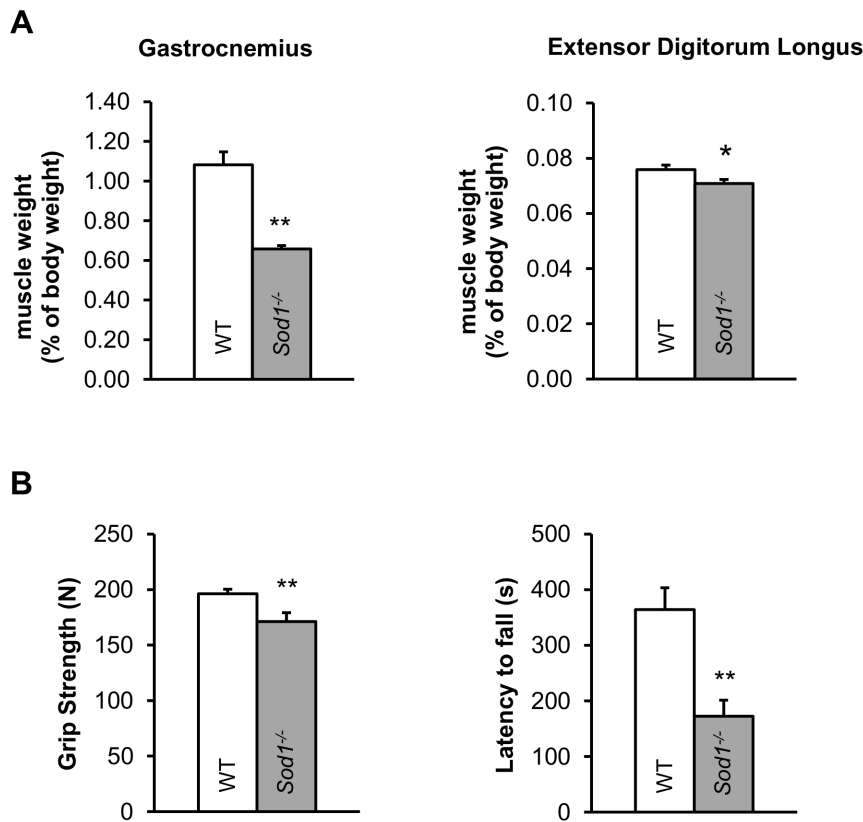 A
Gastrocnemius
muscle weight
(% of body weight)
1.40
1.20
1.00
0.80
0.60
0.40
0.20
0.00
**
WT
Sod1-/-
Extensor Digitorum Longus
muscle weight
(% of body weight)
0.10
0.08
0.06
0.04
0.02
0.00
*
WT
Sod1-/-
B
Grip Strength (N)
250
200
150
100
50
0
**
WT
Sod1-/-
Latency to fall (s)
500
400
300
200
100
0
**
WT
Sod1-/-